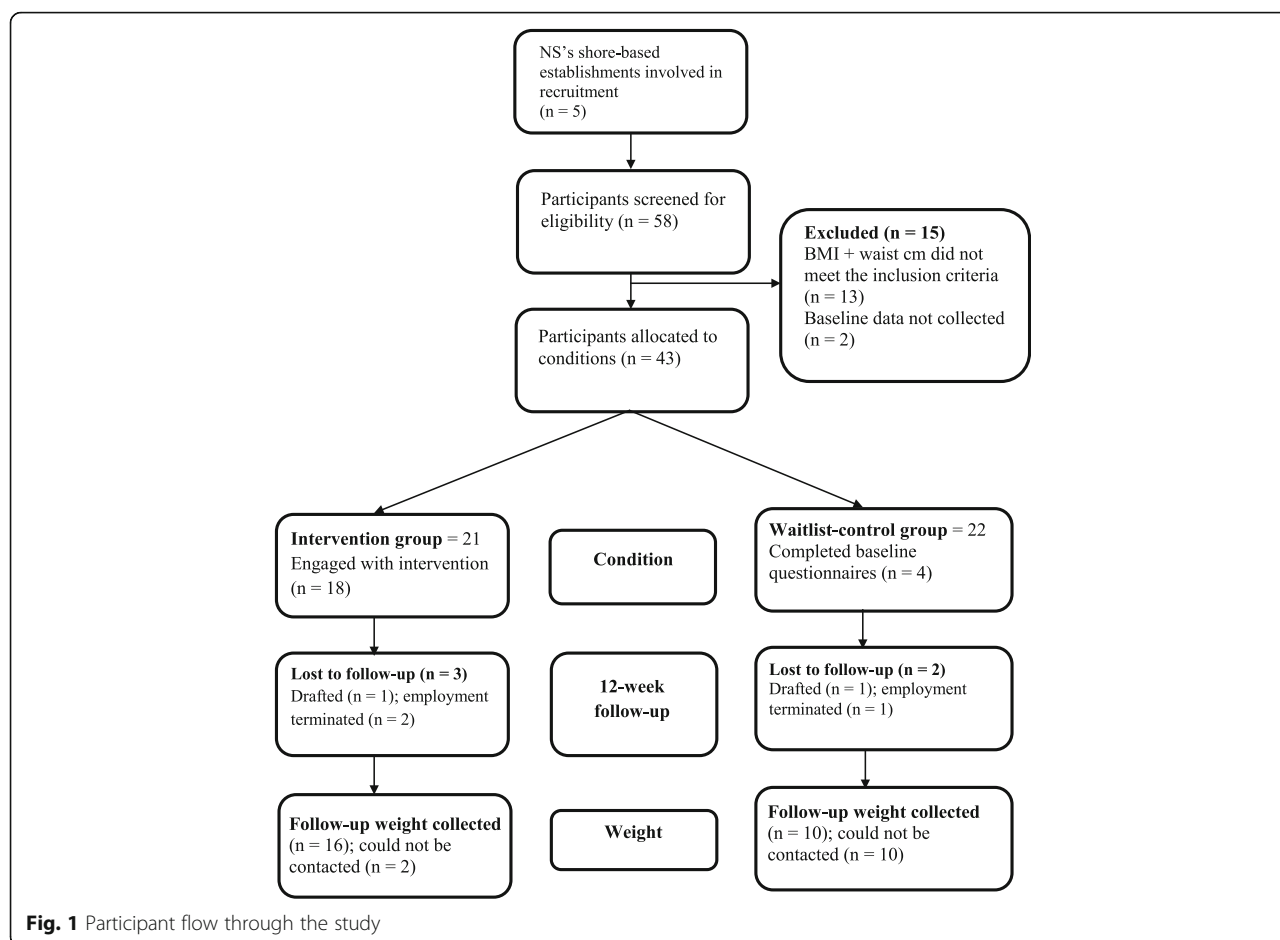 NS's shore-based
establishments involved in
recruitment
(n = 5)
Participants screened for
eligibility (n = 58)
Excluded (n = 15)
BMI + waist cm did not
meet the inclusion criteria
(n = 13)
Baseline data not collected
(n = 2)
Participants allocated to
conditions (n = 43)
Intervention group = 21
Engaged with intervention
(n = 18)
Condition
Waitlist-control group = 22
Completed baseline
questionnaires (n = 4)
Lost to follow-up (n = 3)
Drafted (n = 1); employment
terminated (n = 2)
12-week
follow-up
Lost to follow-up (n = 2)
Drafted (n = 1); employment
terminated (n = 1)
Follow-up weight collected
(n = 16); could not be
contacted (n = 2)
Weight
Follow-up weight collected
(n = 10); could not be
contacted (n = 10)
Fig. 1 Participant flow through the study